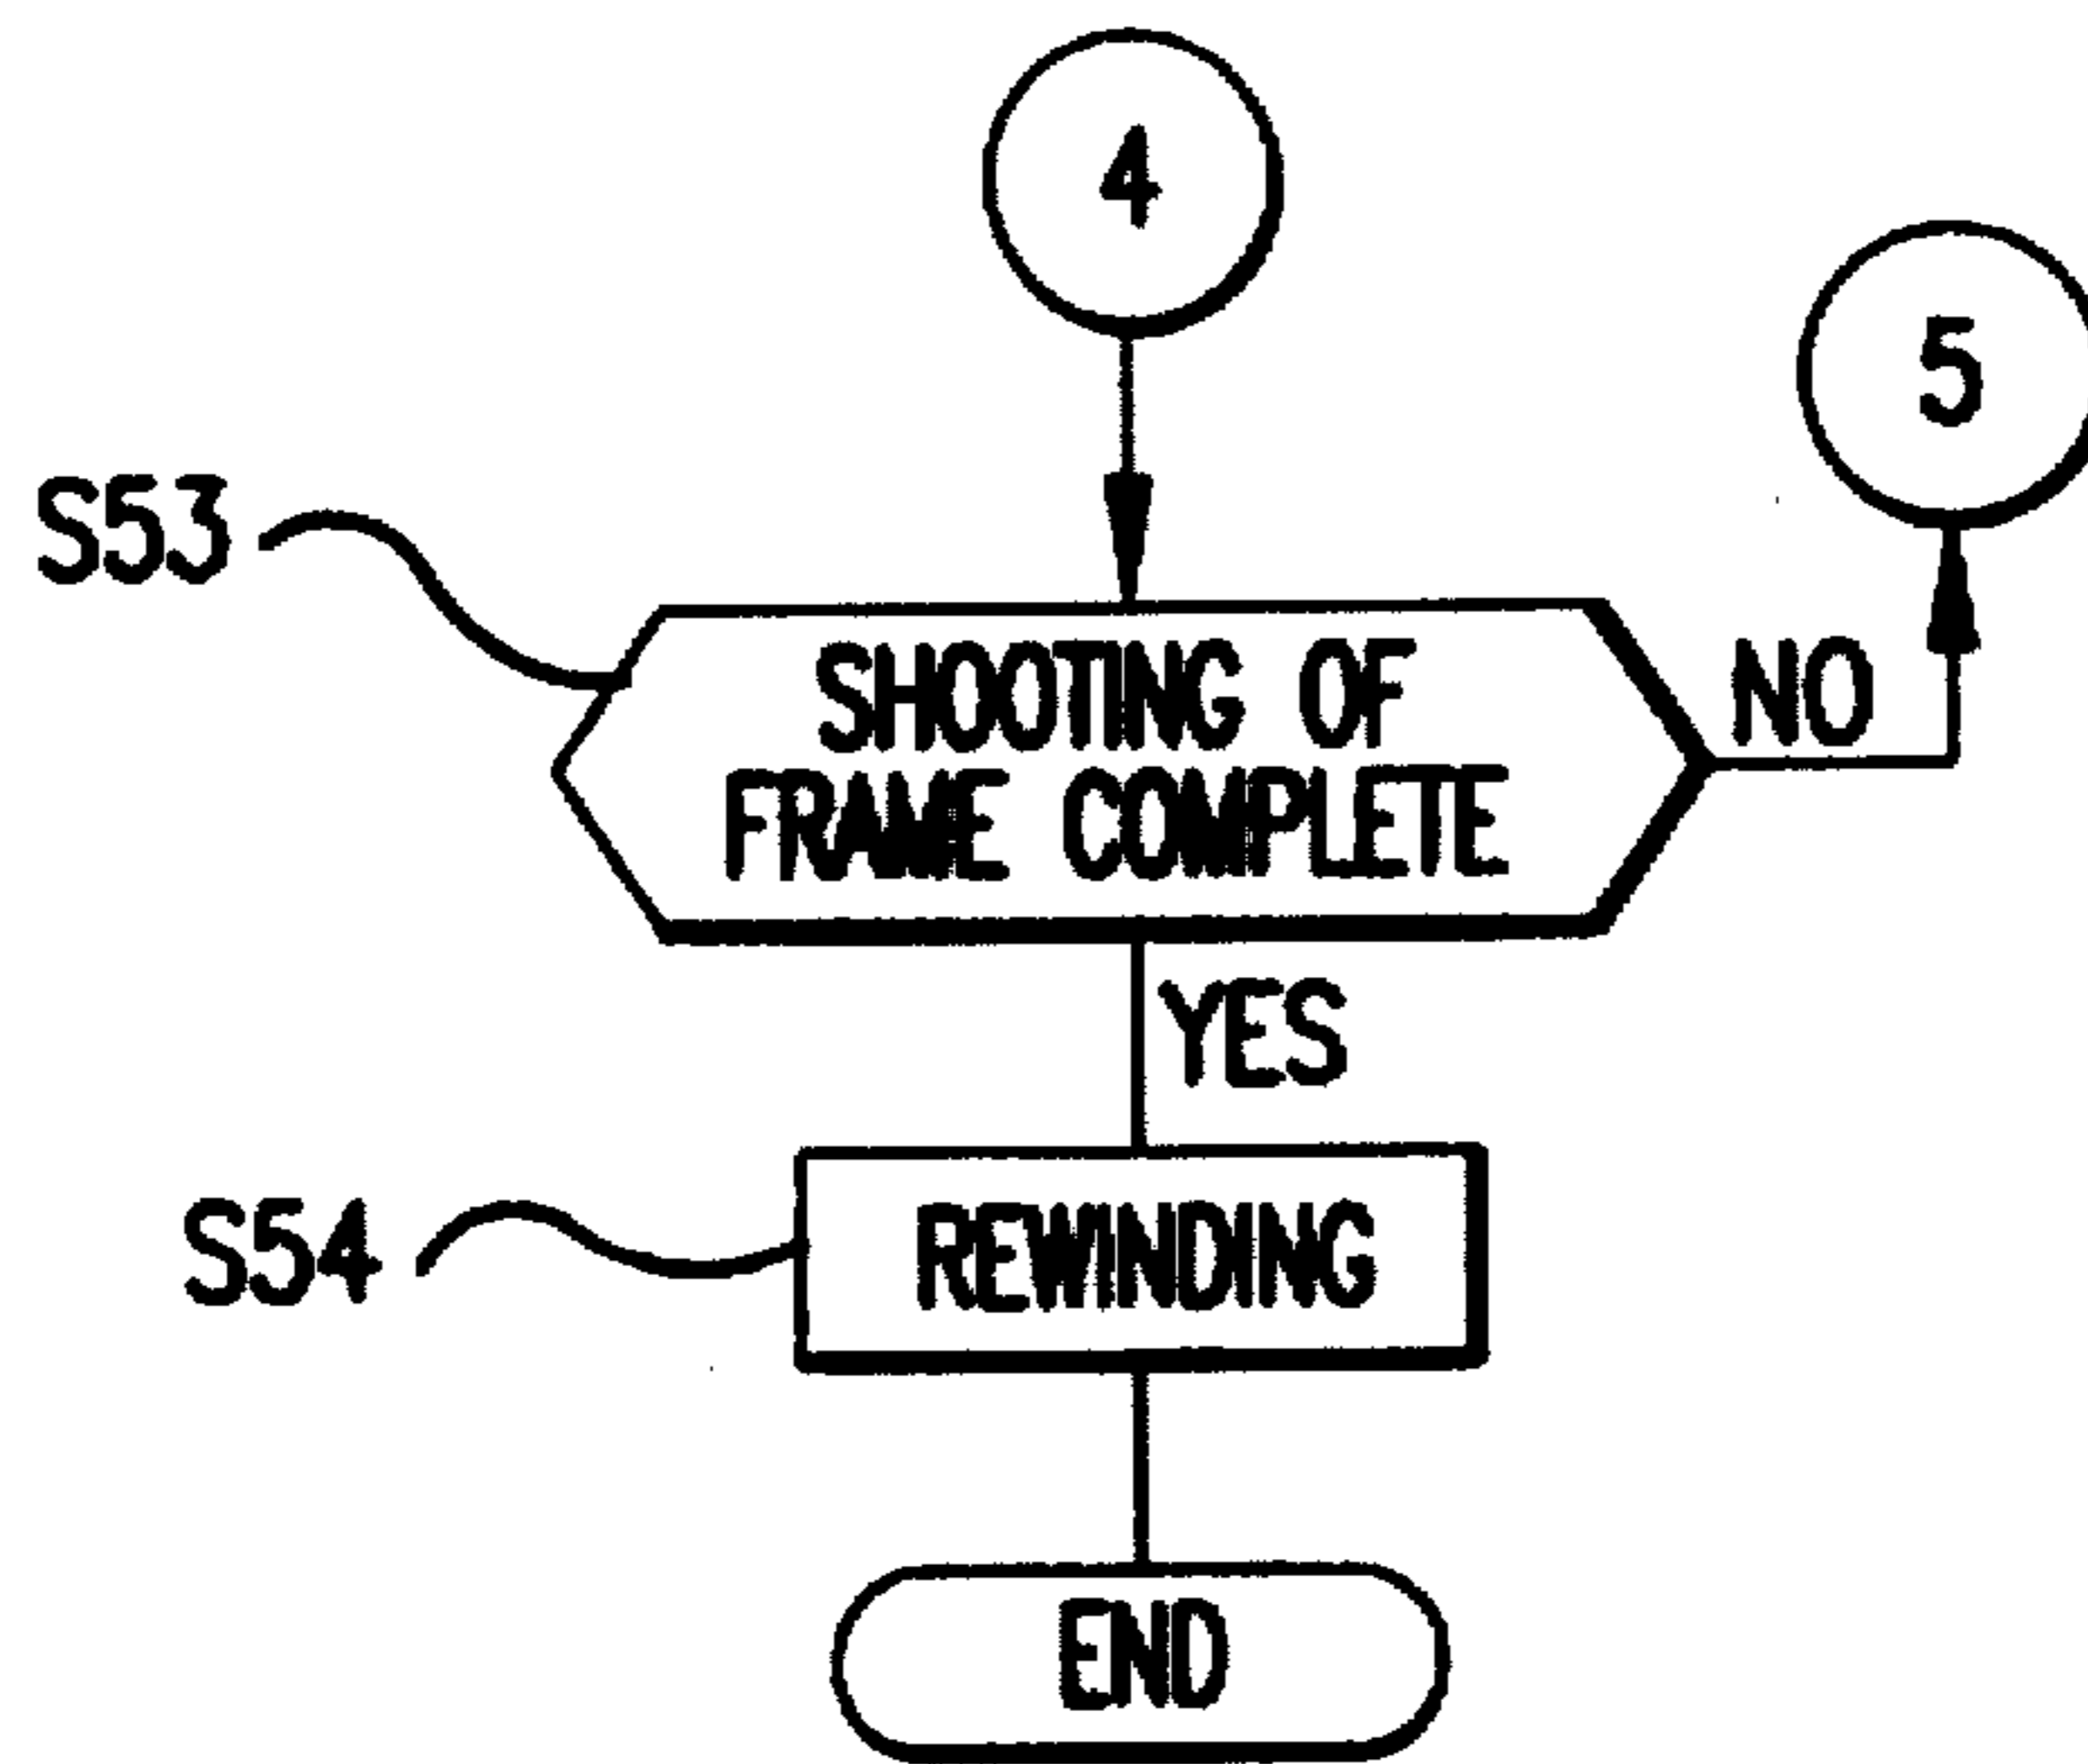 4
5
S53
SHOOTING OF
FRAME COMPLETE
NO
YES
S54
REWINDING
END